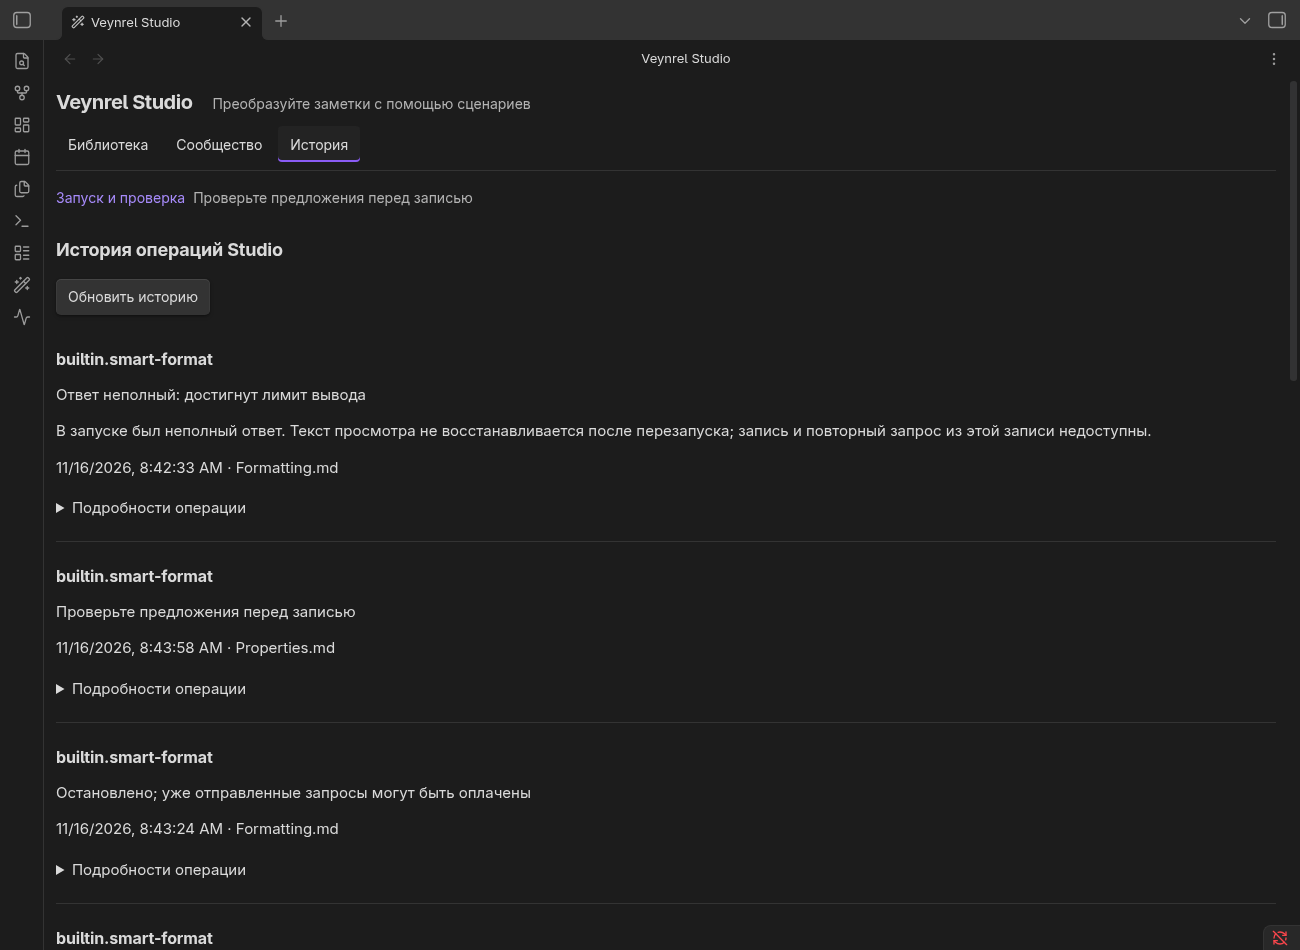 Veynrel Studio
Veynrel Studio
Veynrel Studio Преобразуйте заметки с помощью сценариев
Библиотека Сообщество История
Запуск и проверка Проверьте предложения перед записью
История операций Studio
Обновить историю
builtin.smart-format
Ответ неполный: достигнут лимит вывода
В запуске был неполный ответ. Текст просмотра не восстанавливается после перезапуска; запись и повторный запрос из этой записи недоступны.
11/16/2026, 8:42:33 AM · Formatting.md
Подробности операции
builtin.smart-format
Проверьте предложения перед записью
11/16/2026, 8:43:58 AM · Properties.md
Подробности операции
builtin.smart-format
Остановлено; уже отправленные запросы могут быть оплачены
11/16/2026, 8:43:24 AM · Formatting.md
Подробности операции
builtin.smart-format